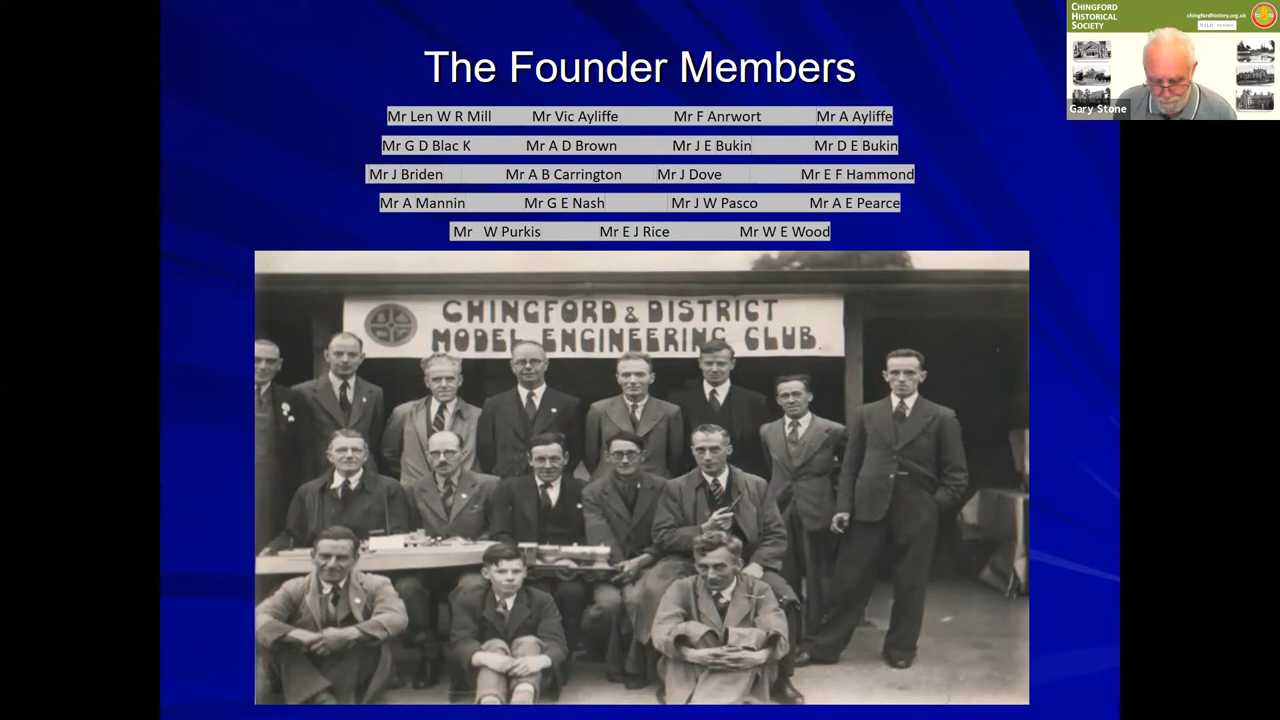 The Founder Members
Mr Len W R Mill Mr Vic Ayliffe Mr F Anrwort Mr A Ayliffe
Mr G D Blac K Mr A D Brown Mr J E Bukin Mr D E Bukin
Mr J Briden Mr A B Carrington Mr J Dove Mr E F Hammond
Mr A Mannin Mr G E Nash Mr J W Pasco Mr A E Pearce
Mr W Purkis Mr E J Rice Mr W E Wood
CHINGFORD & DISTRICT
MODEL ENGINEERING CLUB.
CHINGFORD
HISTORICAL
SOCIETY
chingfordhistory.org.uk
Gary Stone